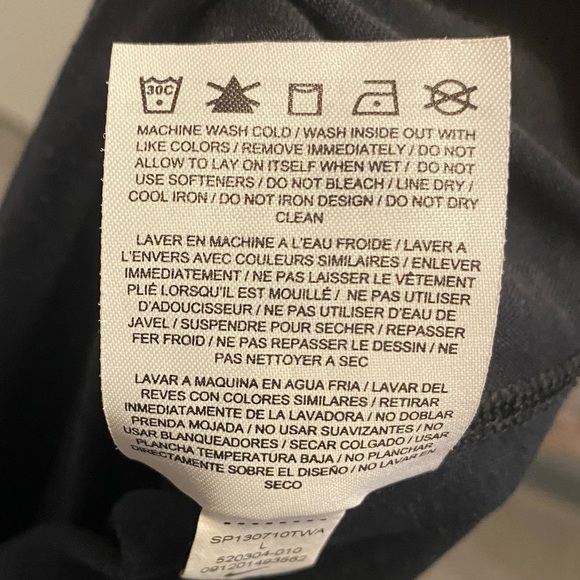 30C
MACHINE WASH COLD / WASH INSIDE OUT WITH
LIKE COLORS / REMOVE IMMEDIATELY / DO NOT
ALLOW TO LAY ON ITSELF WHEN WET / DO NOT
USE SOFTENERS / DO NOT BLEACH / LINE DRY /
COOL IRON / DO NOT IRON DESIGN / DO NOT DRY
CLEAN
LAVER EN MACHINE A L'EAU FROIDE / LAVER A
L'ENVERS AVEC COULEURS SIMILAIRES / ENLEVER
IMMEDIATEMENT / NE PAS LAISSER LE VÊTEMENT
PLIÉ LORSQU'IL EST MOUILLÉ / NE PAS UTILISER
D'ADOUCISSEUR / NE PAS UTILISER D'EAU DE
JAVEL / SUSPENDRE POUR SECHER / REPASSER
FER FROID / NE PAS REPASSER LE DESSIN / NE
PAS NETTOYER A SEC
LAVAR A MAQUINA EN AGUA FRIA / LAVAR DEL
REVES CON COLORES SIMILARES / RETIRAR
INMEDIATAMENTE DE LA LAVADORA / NO DOBLAR
PRENDA MOJADA / NO USAR SUAVIZANTES / NO
USAR BLANQUEADORES / SECAR COLGADO / USAR
PLANCHA TEMPERATURA BAJA / NO PLANCHAR
DIRECTAMENTE SOBRE EL DISEÑO / NO LAVAR EN
SECO
SP130710TWA
L
520304-010
091201493562